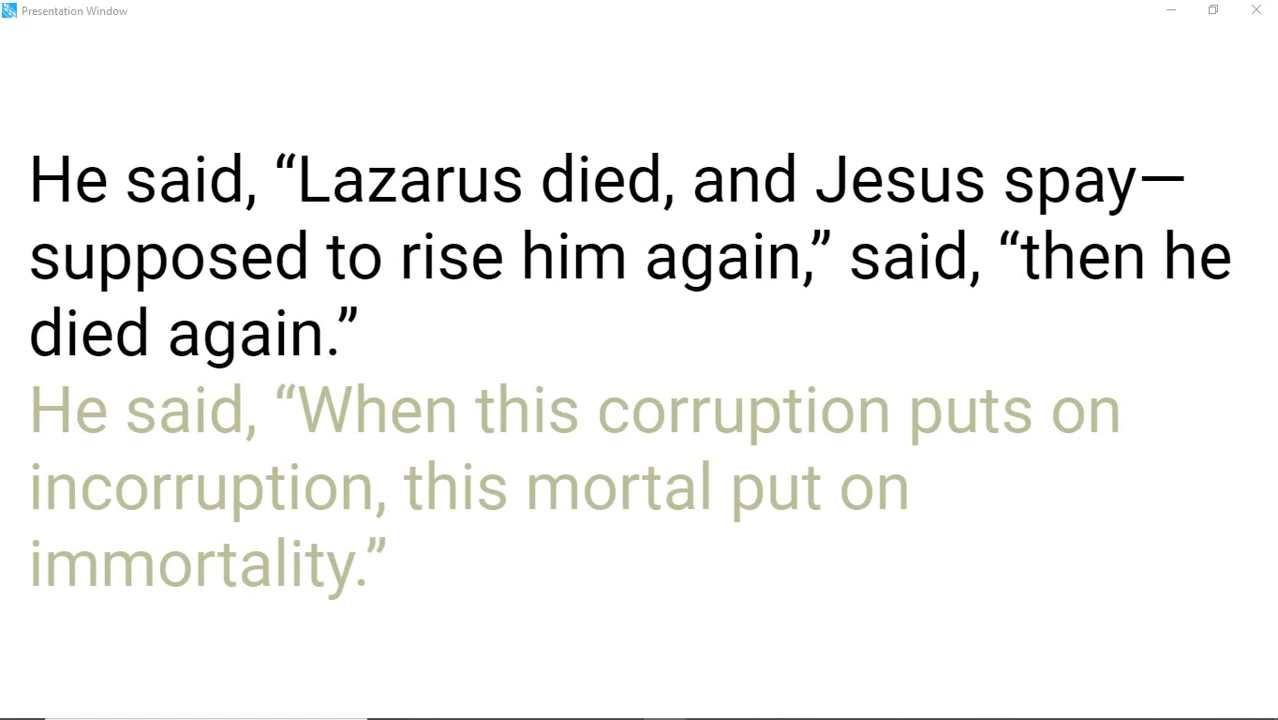 Presentation Window
He said, “Lazarus died, and Jesus spay—
supposed to rise him again,” said, “then he
died again.”
He said, “When this corruption puts on
incorruption, this mortal put on
immortality.”